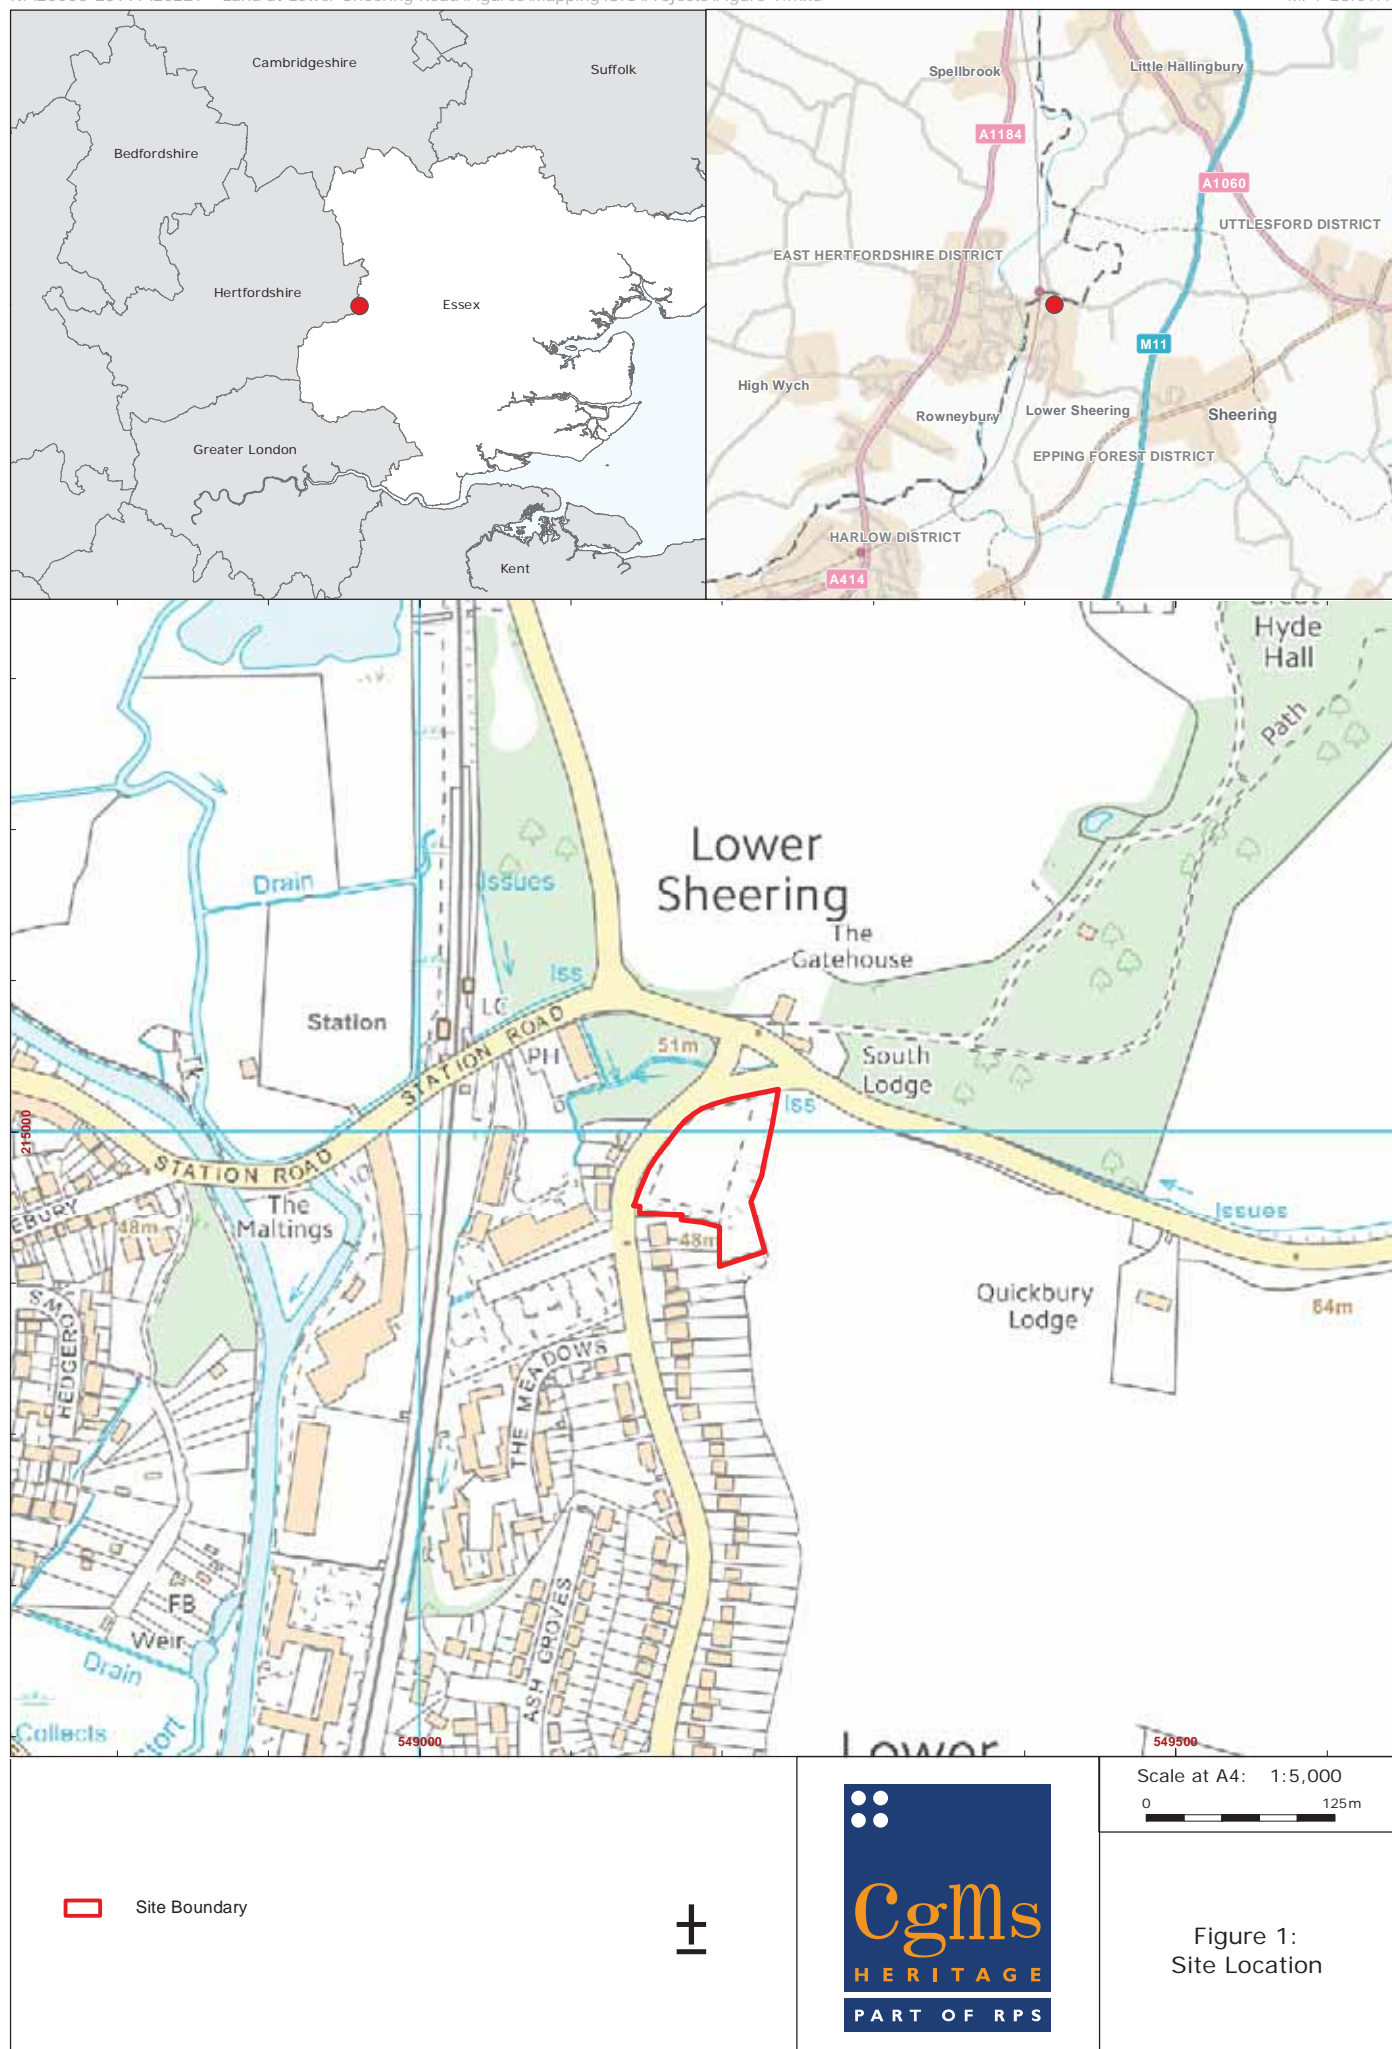 Cambridgeshire
Suffolk
Bedfordshire
Hertfordshire
Essex
Greater London
Kent
Spellbrook
Little Hallingbury
A1184
A1060
UTTLESFORD DISTRICT
EAST HERTFORDSHIRE DISTRICT
M11
High Wych
Rowneybury
Lower Sheering
Sheering
EPPING FOREST DISTRICT
HARLOW DISTRICT
A414
Great
Hyde
Hall
Path
Lower
Sheering
Drain
Issues
The
Gatehouse
Iss
Station
LC
STATION ROAD
PH
51m
South
Lodge
Iss
215000
STATION ROAD
The
Maltings
EBURY
48m
48m
Issues
Quickbury
Lodge
64m
HEDGEROWS
THE MEADOWS
FB
Weir
ASH GROVES
Drain
Collects
Stort
549000
Lower
549500
Scale at A4: 1:5,000
0 125m
Site Boundary
CgMs
HERITAGE
PART OF RPS
Figure 1:
Site Location